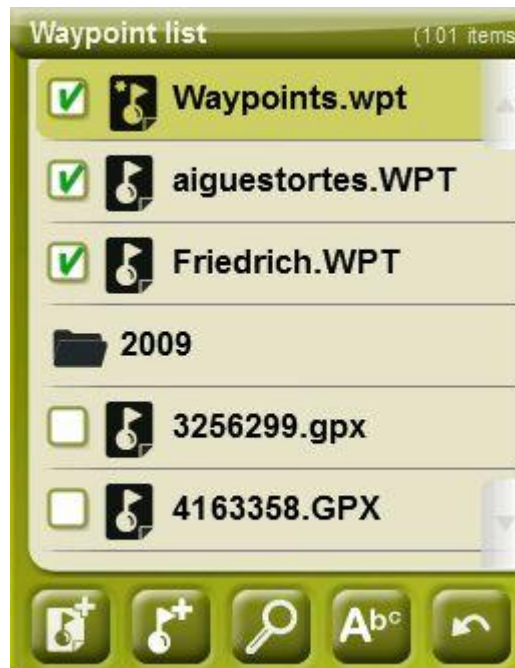 Waypoint list (101 items
Waypoints.wpt
aiguestortes.WPT
Friedrich.WPT
2009
3256299.gpx
4163358.GPX
Abc